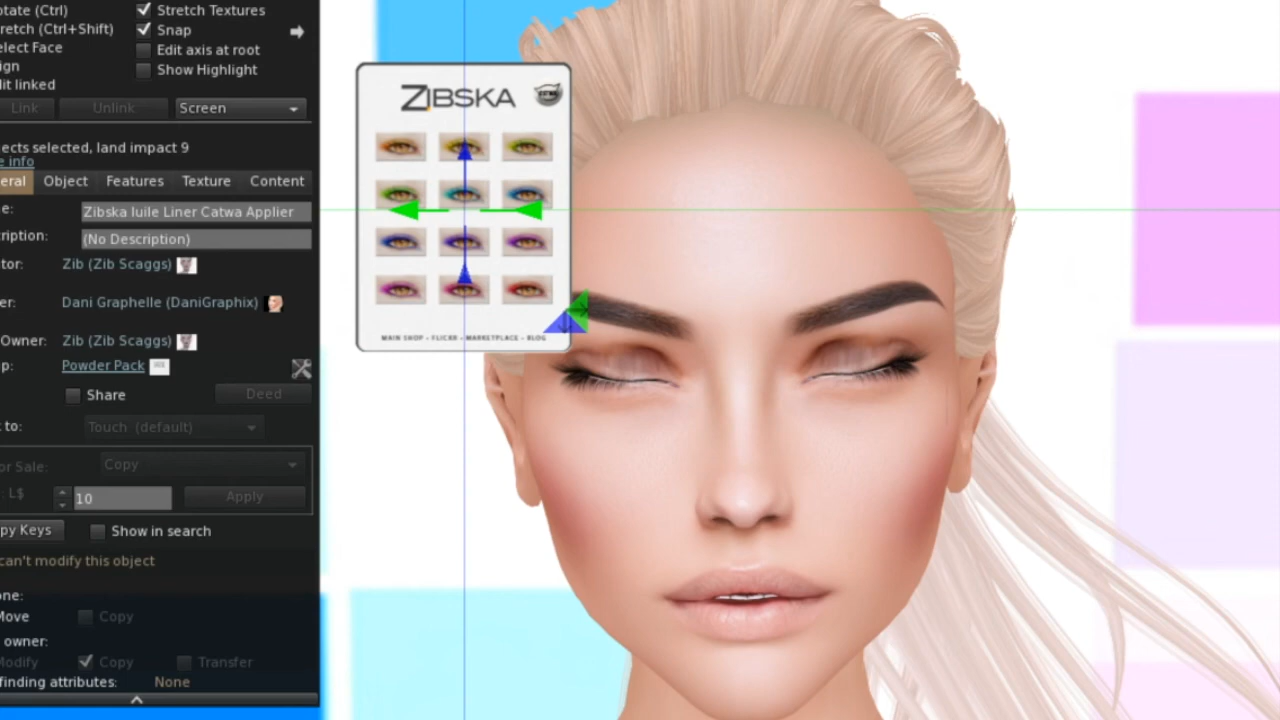 otate (Ctrl)
Stretch Textures
retch (Ctrl+Shift)
Snap
elect Face
Edit axis at root
ign
Show Highlight
dit linked
Link
Unlink
Screen
ects selected, land impact 9
e info
eral
Object
Features
Texture
Content
e:
Zibska Iuile Liner Catwa Applier
ription:
(No Description)
tor:
Zib (Zib Scaggs)
er:
Dani Graphelle (DaniGraphix)
Owner:
Zib (Zib Scaggs)
p:
Powder Pack
Share
Deed
to:
Touch (default)
or Sale:
Copy
: L$
10
Apply
py Keys
Show in search
can't modify this object
one:
Move
Copy
owner:
Modify
Copy
Transfer
finding attributes:
None
ZIBSKA
MAIN SHOP - FLICKR - MARKETPLACE - BLOG